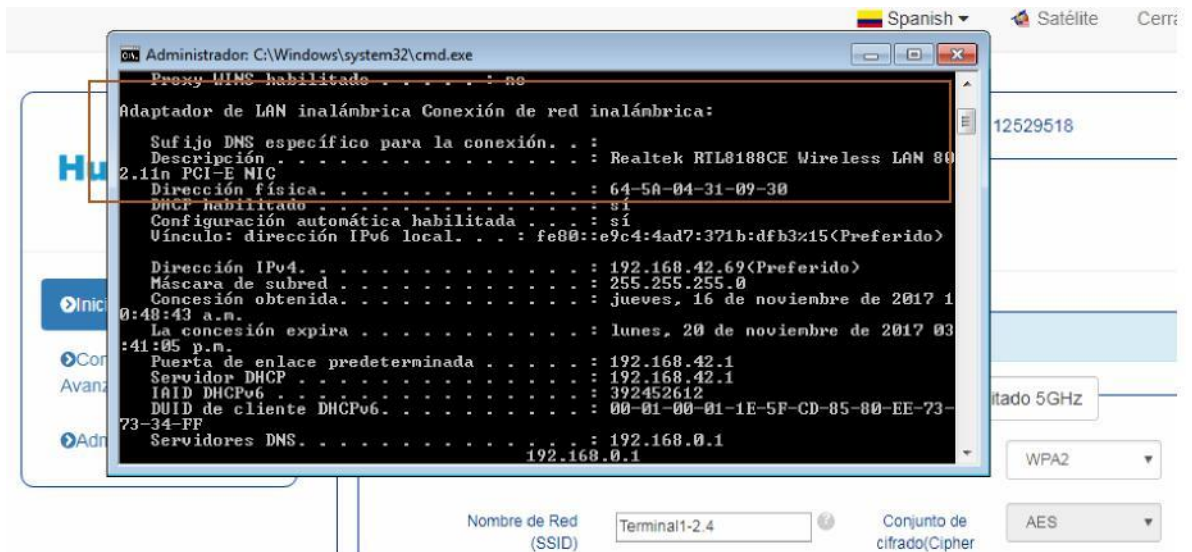 Spanish
Satélite
Cerra
Administrador: C:\Windows\system32\cmd.exe
Proxy WINS habilitado . . . . . : no
Adaptador de LAN inalámbrica Conexión de red inalámbrica:
Sufijo DNS específico para la conexión. . :
Descripción . . . . . . . . . . . . . . . : Realtek RTL8188CE Wireless LAN 80
2.11n PCI-E NIC
Dirección física. . . . . . . . . . . . . : 64-5A-04-31-09-30
DHCP habilitado . . . . . . . . . . . . . : sí
Configuración automática habilitada . . . : sí
Vínculo: dirección IPv6 local. . . : fe80::e9c4:4ad7:371b:dfb3%15(Preferido)
Dirección IPv4. . . . . . . . . . . . . . : 192.168.42.69(Preferido)
Máscara de subred . . . . . . . . . . . . : 255.255.255.0
Concesión obtenida. . . . . . . . . . . . : jueves, 16 de noviembre de 2017 1
0:48:43 a.m.
La concesión expira . . . . . . . . . . . : lunes, 20 de noviembre de 2017 03
:41:05 p.m.
Puerta de enlace predeterminada . . . . . : 192.168.42.1
Servidor DHCP . . . . . . . . . . . . . . : 192.168.42.1
IAID DHCPv6 . . . . . . . . . . . . . . . : 392452612
DUID de cliente DHCPv6. . . . . . . . . . : 00-01-00-01-1E-5F-CD-85-80-EE-73-
73-34-FF
Servidores DNS. . . . . . . . . . . . . . : 192.168.0.1
192.168.0.1
12529518
Hu
Inici
Con
Avanz
Adn
itado 5GHz
WPA2
Nombre de Red
(SSID)
Terminal1-2.4
Conjunto de
cifrado(Cipher
AES